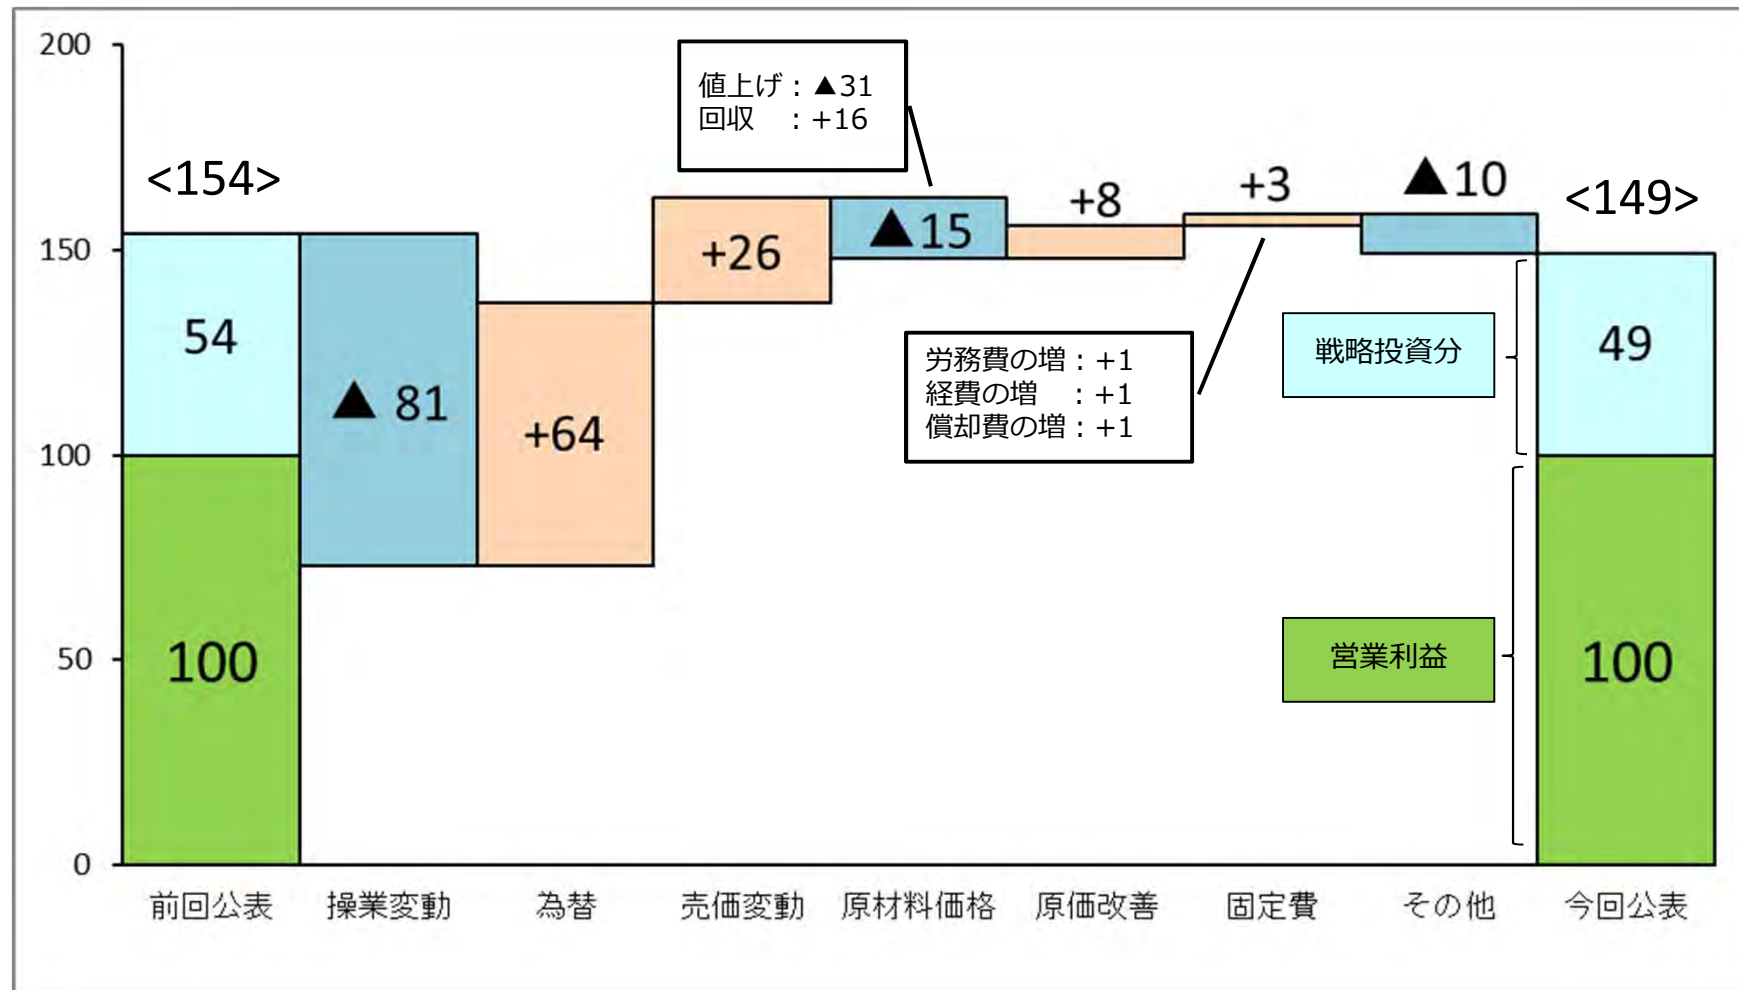 200
150
100
50
0
<154>
54
100
▲ 81
+64
+26
値上げ：▲31
回収　：+16
▲15
+8
+3
労務費の増：+1
経費の増　：+1
償却費の増：+1
▲10
<149>
戦略投資分
49
営業利益
100
前回公表 操業変動 為替 売価変動 原材料価格 原価改善 固定費 その他 今回公表